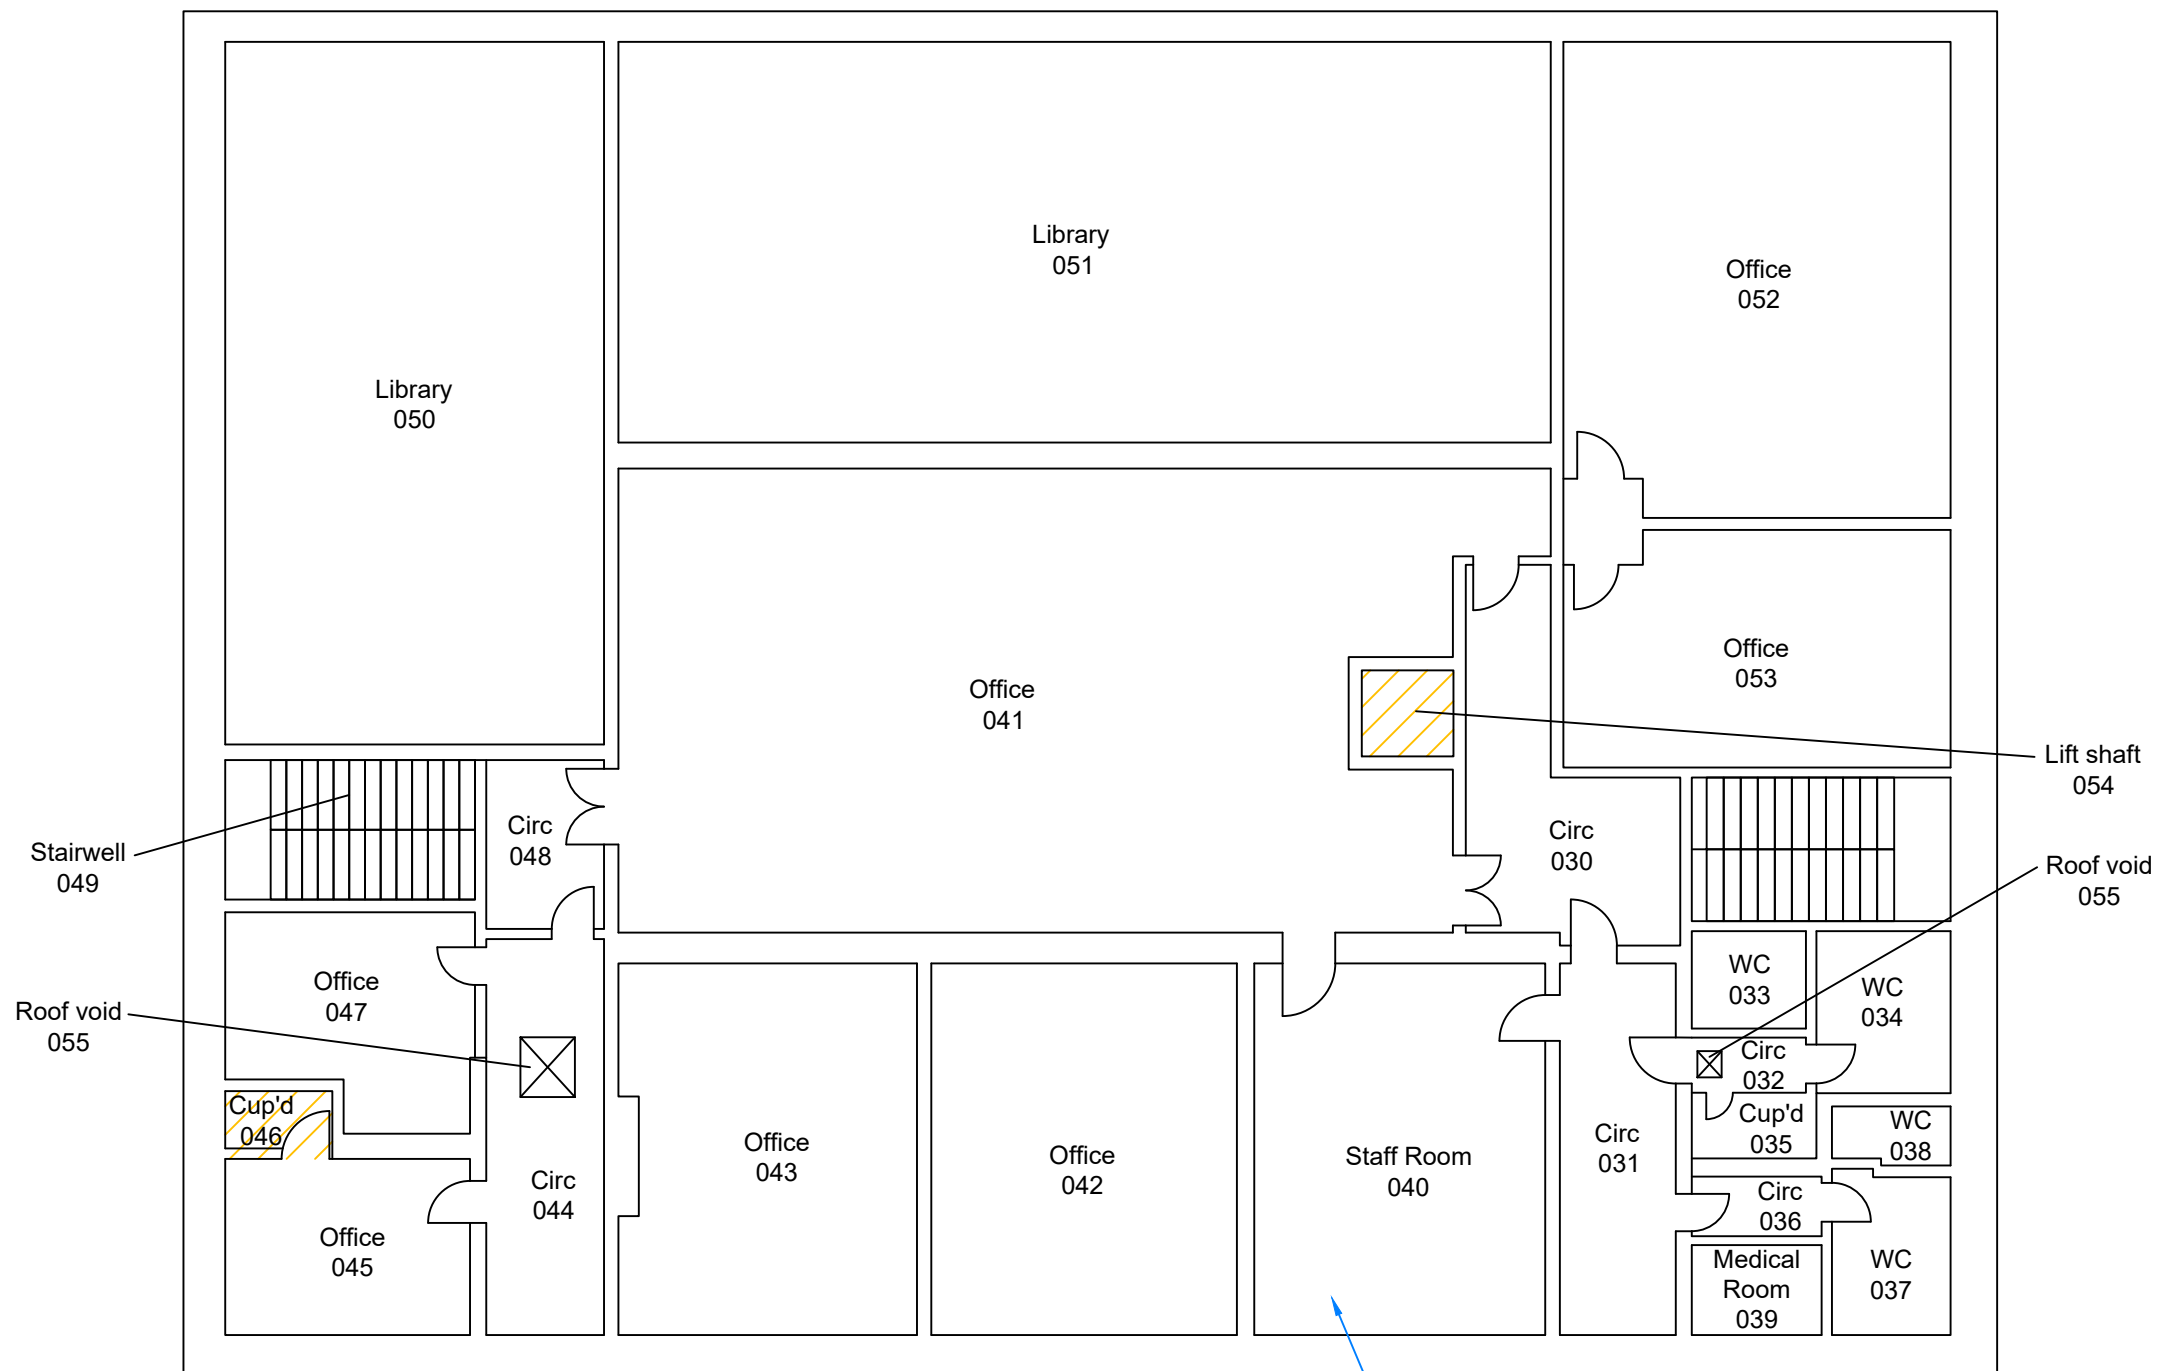 Library
051
Office
052
Library
050
Office
053
Office
041
Lift shaft
054
Circ
048
Circ
030
Stairwell
049
Roof void
055
WC
033
Office
047
WC
034
Roof void
055
Circ
032
Cup'd
046
Cup'd
035
WC
038
Circ
031
Office
043
Office
042
Staff Room
040
Circ
044
Circ
036
Office
045
Medical
Room
039
WC
037